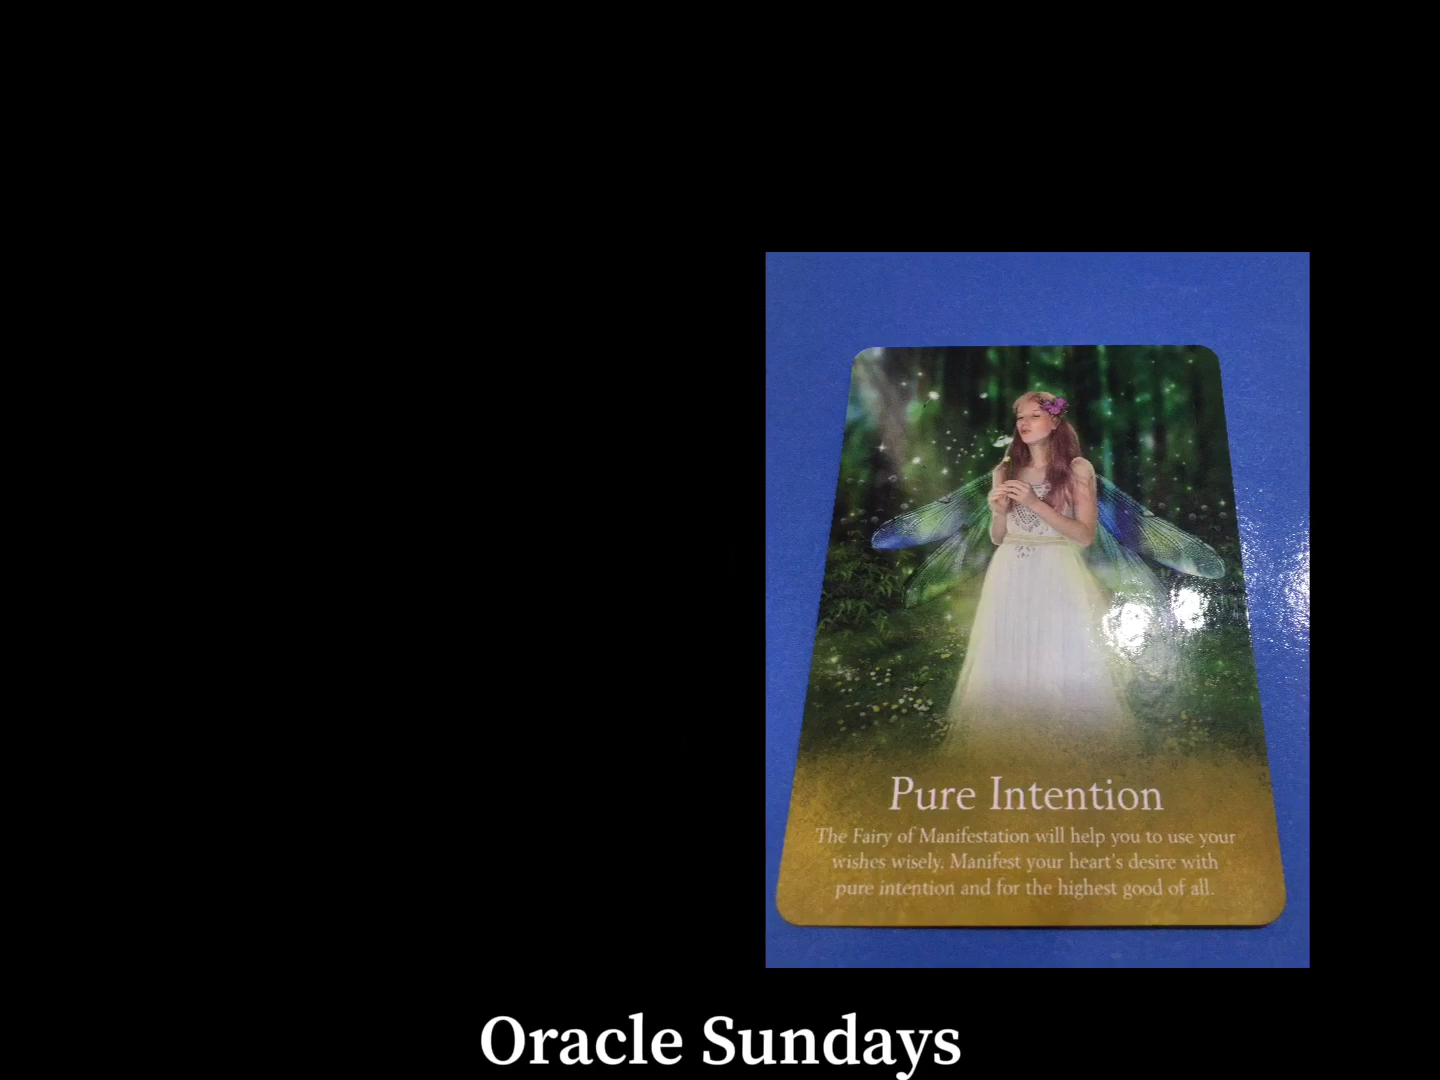 Pure Intention
The Fairy of Manifestation will help you to use your
wishes wisely. Manifest your heart's desire with
pure intention and for the highest good of all.
Oracle Sundays